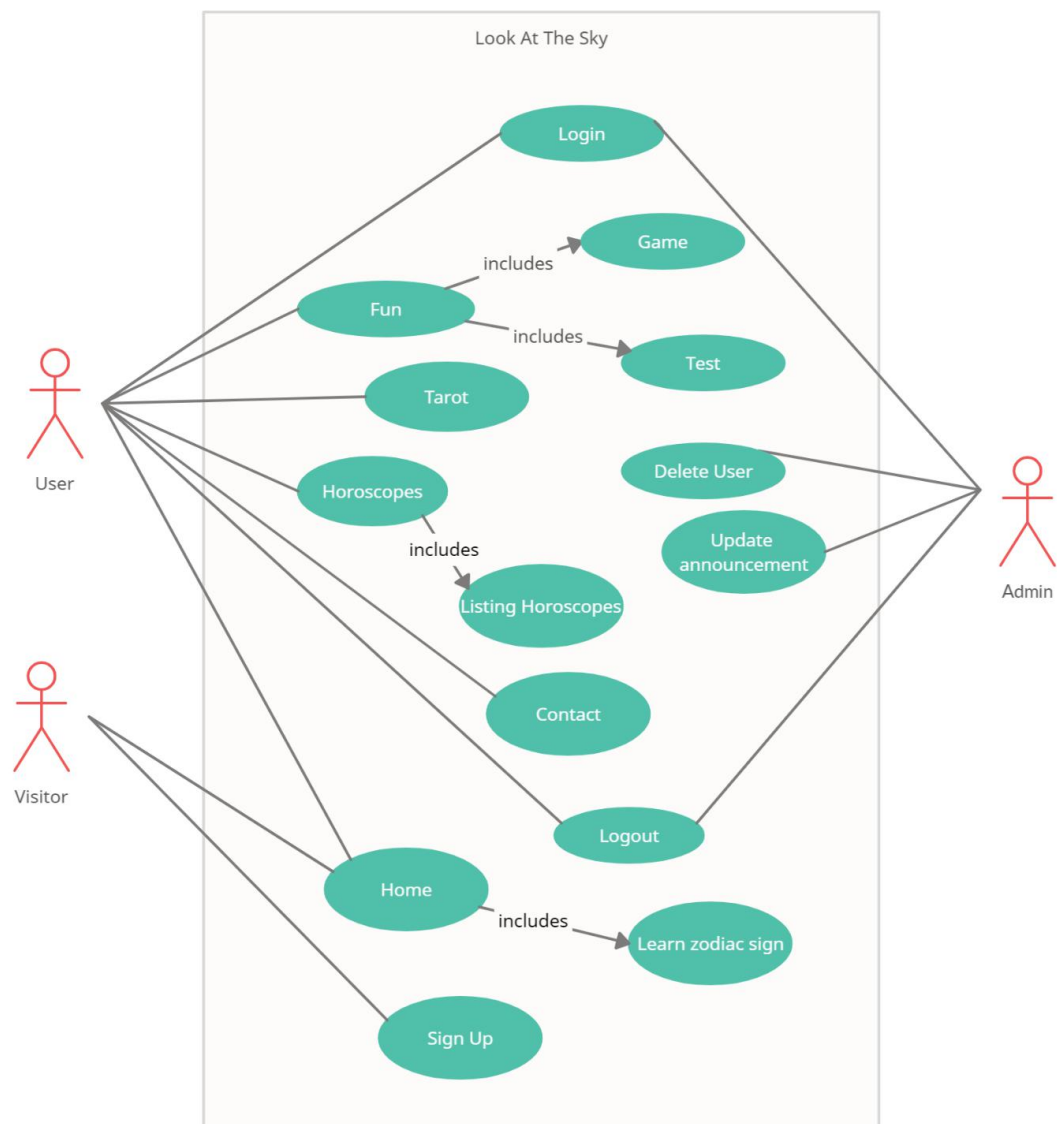 Look At The Sky
Login
Game
includes
Fun
includes
Test
Tarot
User
Delete User
Horoscopes
Update
announcement
includes
Admin
Listing Horoscopes
Contact
Visitor
Logout
Home
includes
Learn zodiac sign
Sign Up